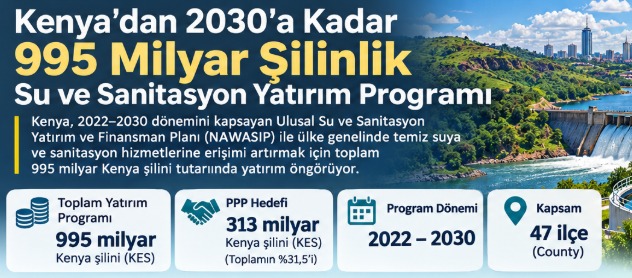 Kenya'dan 2030'a Kadar
995 Milyar Şilinlik
Su ve Sanitasyon Yatırım Programı
Kenya, 2022–2030 dönemini kapsayan Ulusal Su ve Sanitasyon
Yatırım ve Finansman Planı (NAWASIP) ile ülke genelinde temiz suya
ve sanitasyon hizmetlerine erişimi artırmak için toplam
995 milyar Kenya şilini tutarıında yatırım öngörüyor.
Toplam Yatırım
Programı
995 milyar
Kenya şilini (KES)
PPP Hedefi
313 milyar
Kenya şilini (KES)
(Toplamın %31,5'i)
Program Dönemi
2022 – 2030
Kapsam
47 ilçe
(County)